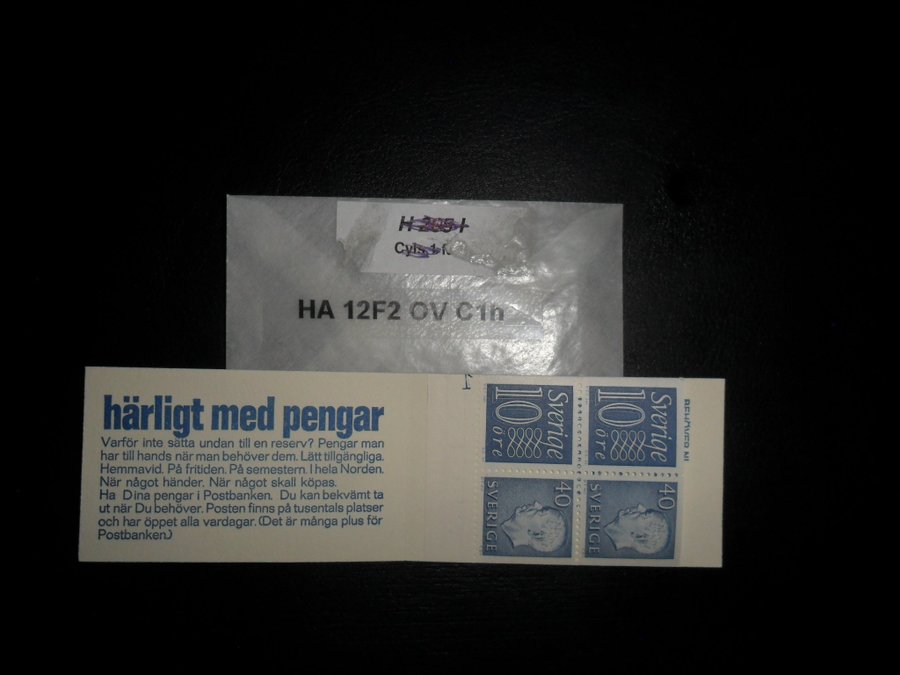 HA 12F2 OV C1h
härligt med pengar
Varför inte sätta undan till en reserv? Pengar man
har till hands när man behöver dem. Lätt tillgängliga.
Hemmavid. På fritiden. På semestern. I hela Norden.
När något händer. När något skall köpas.
Ha Dina pengar i Postbanken. Du kan bekvämt ta
ut när Du behöver. Posten finns på tusentals platser
och har öppet alla vardagar. (Det är många plus för
Postbanken.)
1
Sverige
10
öre
Sverige
10
öre
40
SVERIGE
40
SVERIGE